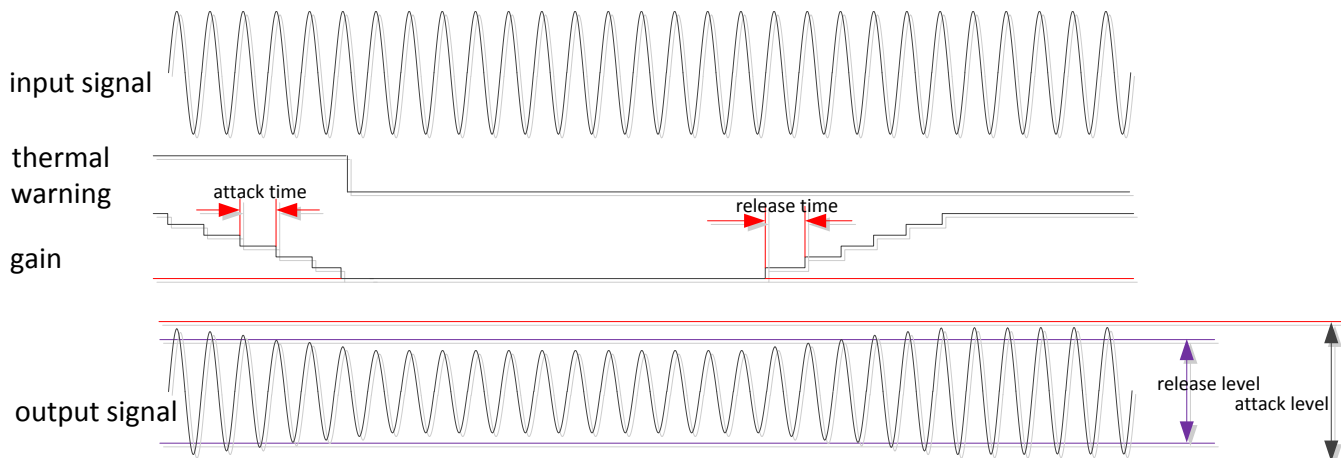 input signal
thermal
warning
attack time
release time
gain
release level
attack level
output signal